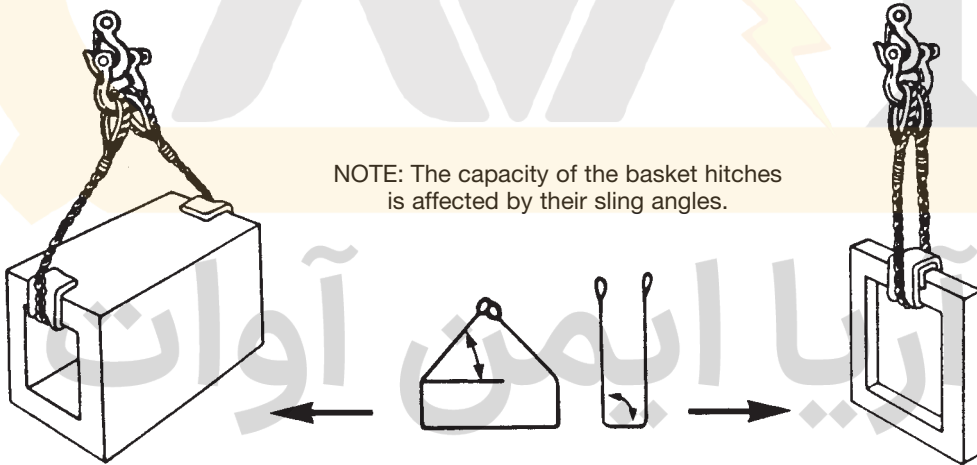 NOTE: The capacity of the basket hitches
is affected by their sling angles.
آریا ایمن آوات